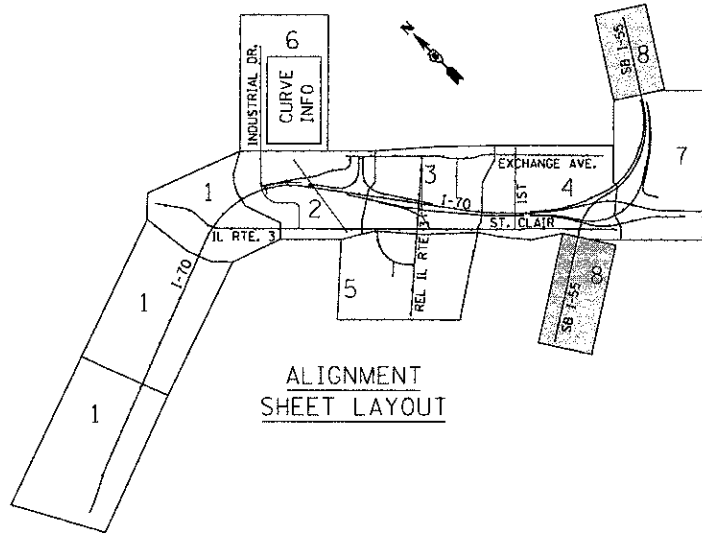 6
INDUSTRIAL DR.
CURVE
INFO
N
SB I-55
8
7
1
2
3
EXCHANGE AVE.
4
1ST
I-70
ST. CLAIR
IL RTE. 3
REL IL RTE. 3
5
SB I-55
8
I-70
1
1
ALIGNMENT
SHEET LAYOUT